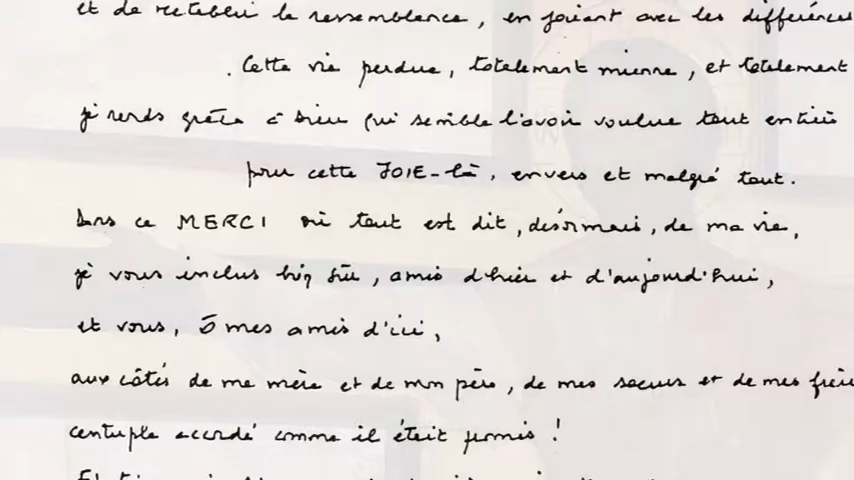 et de rétablir la ressemblance, en jouant avec les différences
. Cette vie perdue, totalement mienne, et totalement
je rends grâce à Dieu qui semble l'avoir voulue tout entière
pour cette JOIE-là, envers et malgré tout.
Dans ce MERCI où tout est dit, désormais, de ma vie,
je vous inclus bien sûr, amis d'hier et d'aujourd'hui,
et vous, ô mes amis d'ici,
aux côtés de ma mère et de mon père, de mes soeurs et de mes frères
centuple accordé comme il était promis !